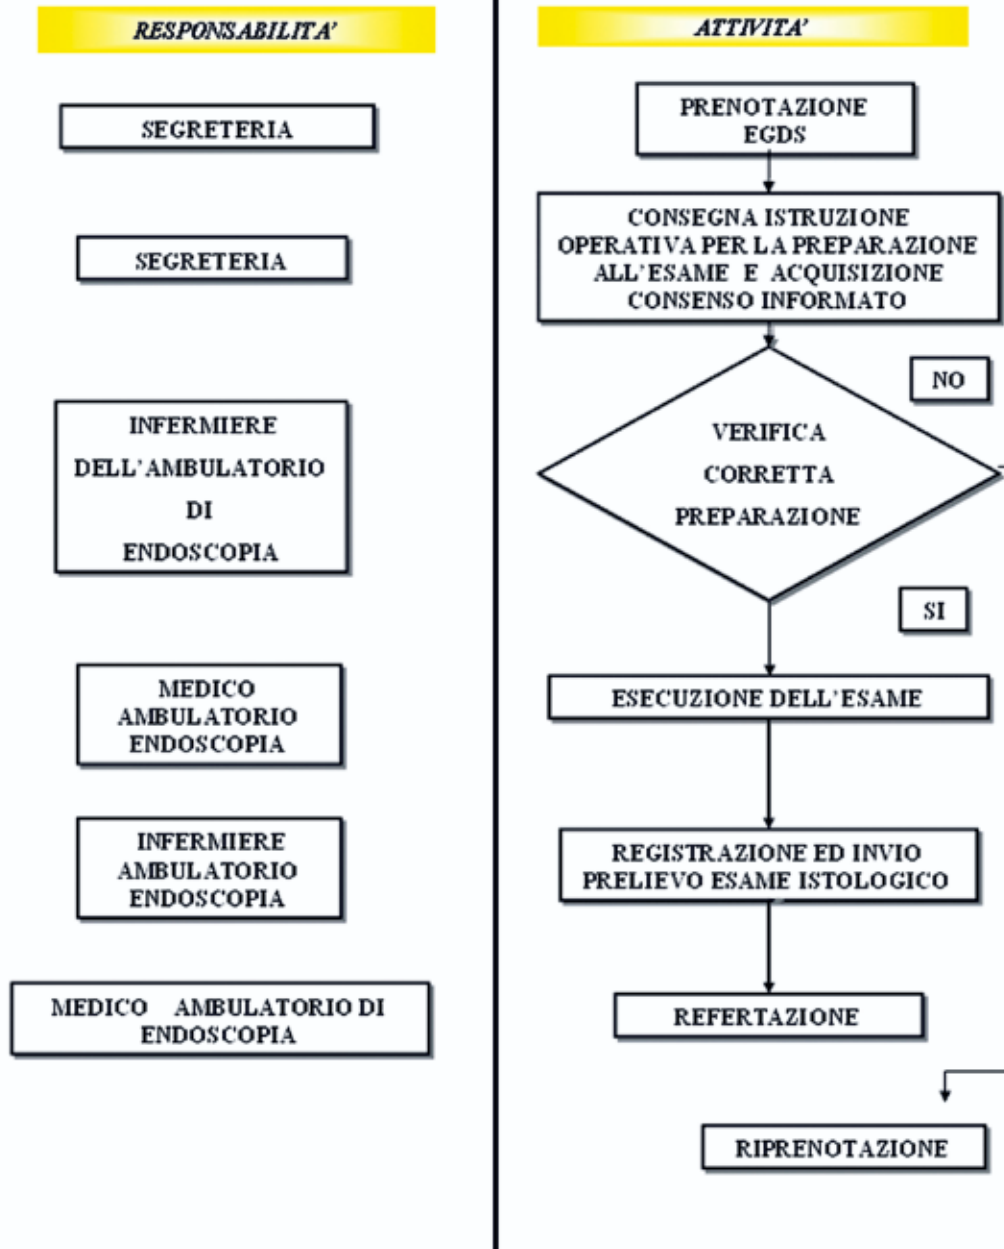 RESPONSABILITA'
SEGRETERIA
SEGRETERIA
INFERMIERE
DELL'AMBULATORIO
DI
ENDOSCOPIA
MEDICO
AMBULATORIO
ENDOSCOPIA
INFERMIERE
AMBULATORIO
ENDOSCOPIA
MEDICO AMBULATORIO DI
ENDOSCOPIA
ATTIVITA'
PRENOTAZIONE
EGDS
CONSEGNA ISTRUZIONE
OPERATIVA PER LA PREPARAZIONE
ALL'ESAME E ACQUISIZIONE
CONSENSO INFORMATO
NO
VERIFICA
CORRETTA
PREPARAZIONE
SI
ESECUZIONE DELL'ESAME
REGISTRAZIONE ED INVIO
PRELIEVO ESAME ISTOLOGICO
REFERTAZIONE
RIPRENOTAZIONE